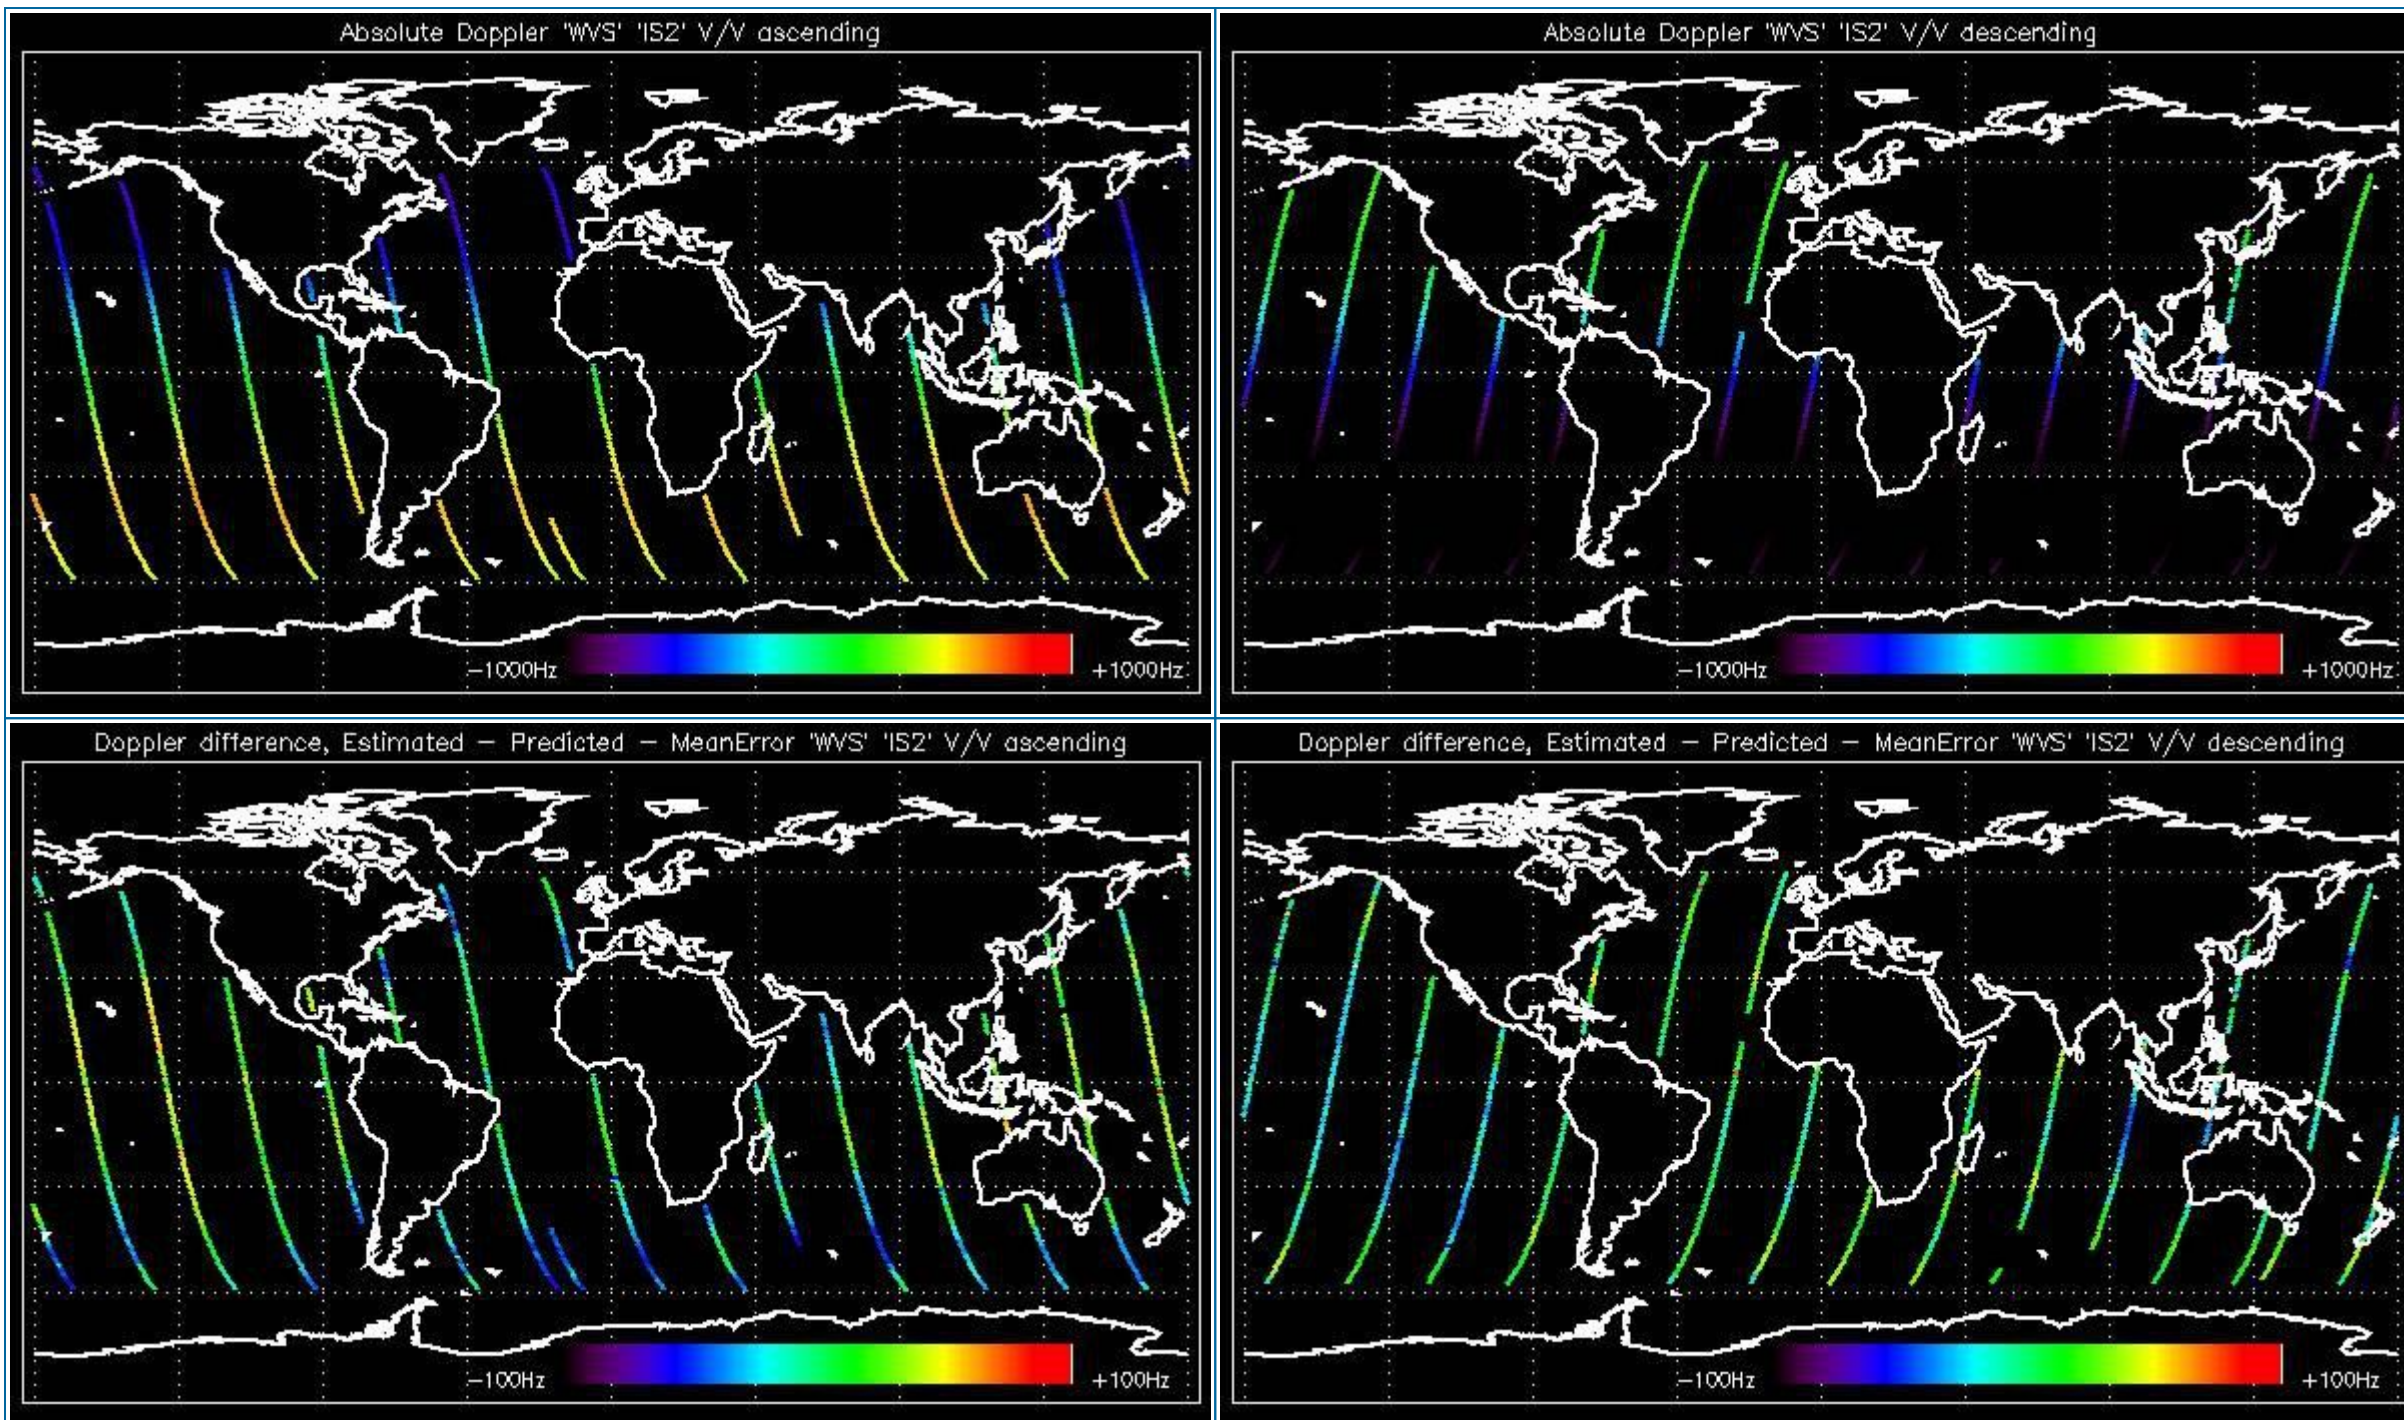 Absolute Doppler 'WVS' 'IS2' V/V ascending
−1000Hz
+1000Hz
Absolute Doppler 'WVS' 'IS2' V/V descending
−1000Hz
+1000Hz
Doppler difference, Estimated − Predicted − MeanError 'WVS' 'IS2' V/V ascending
−100Hz
+100Hz
Doppler difference, Estimated − Predicted − MeanError 'WVS' 'IS2' V/V descending
−100Hz
+100Hz